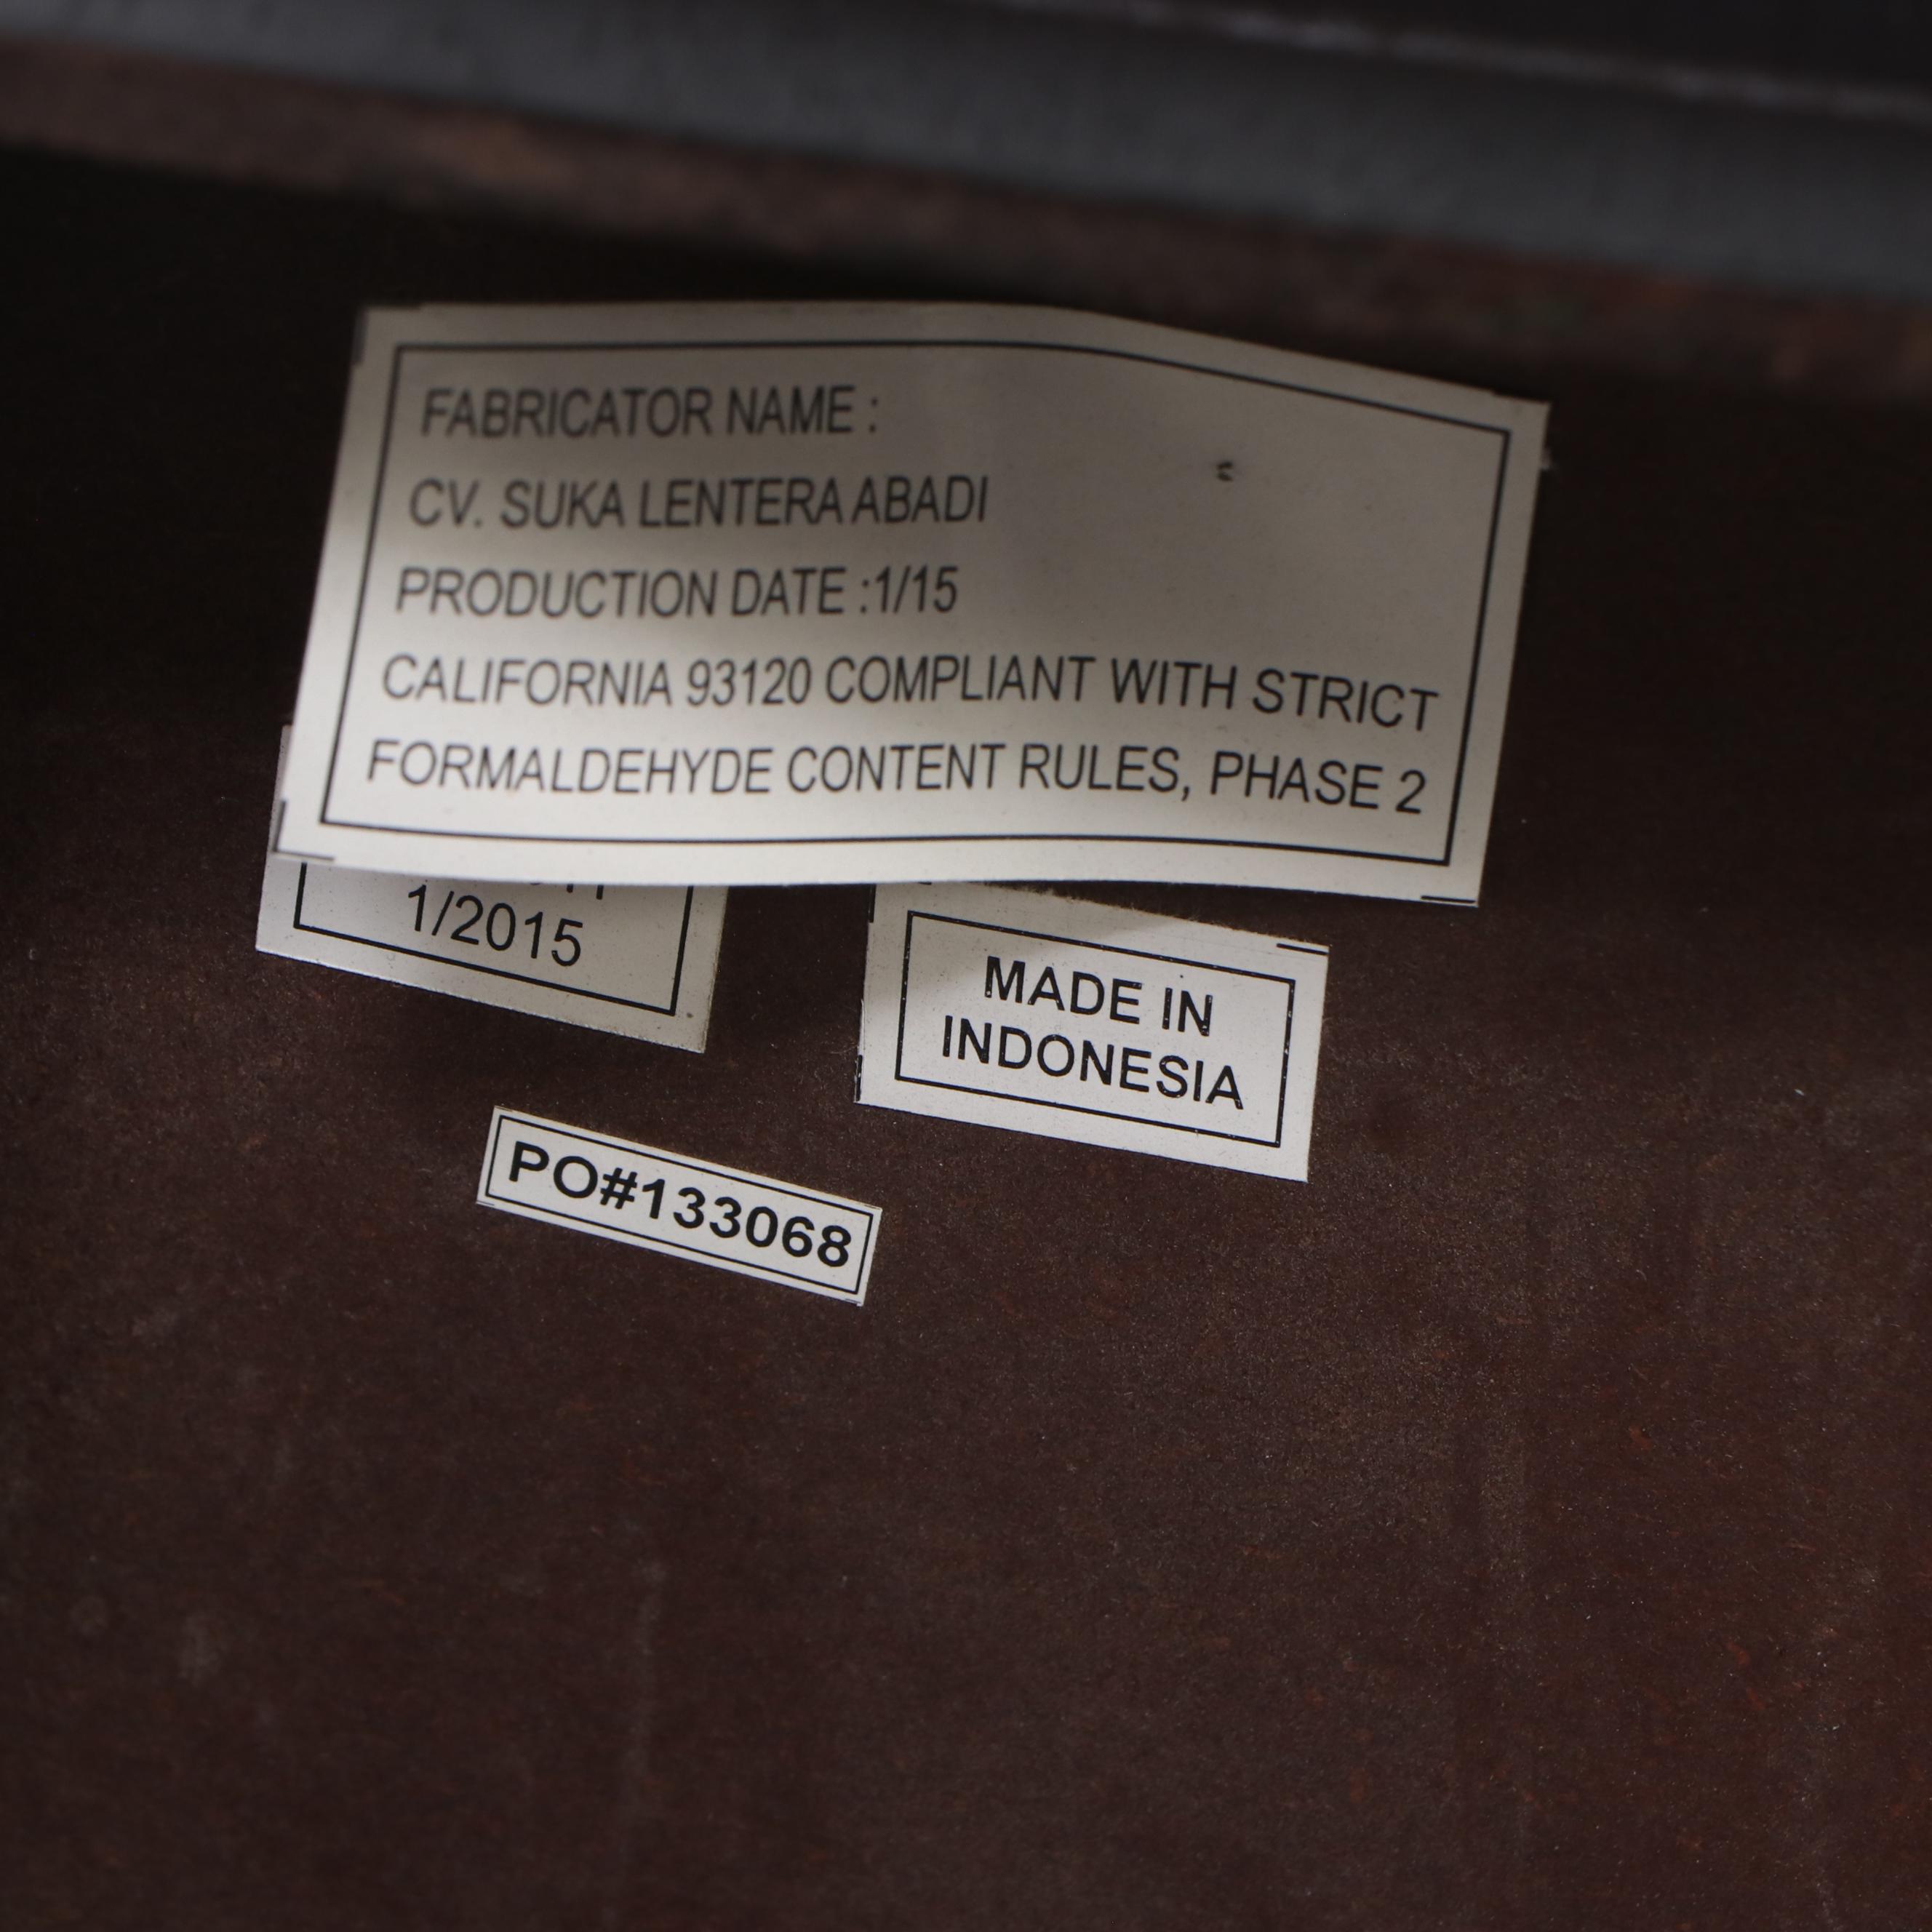 FABRICATOR NAME :
CV. SUKA LENTERA ABADI
PRODUCTION DATE :1/15
CALIFORNIA 93120 COMPLIANT WITH STRICT
FORMALDEHYDE CONTENT RULES, PHASE 2
1/2015
MADE IN
INDONESIA
PO#133068